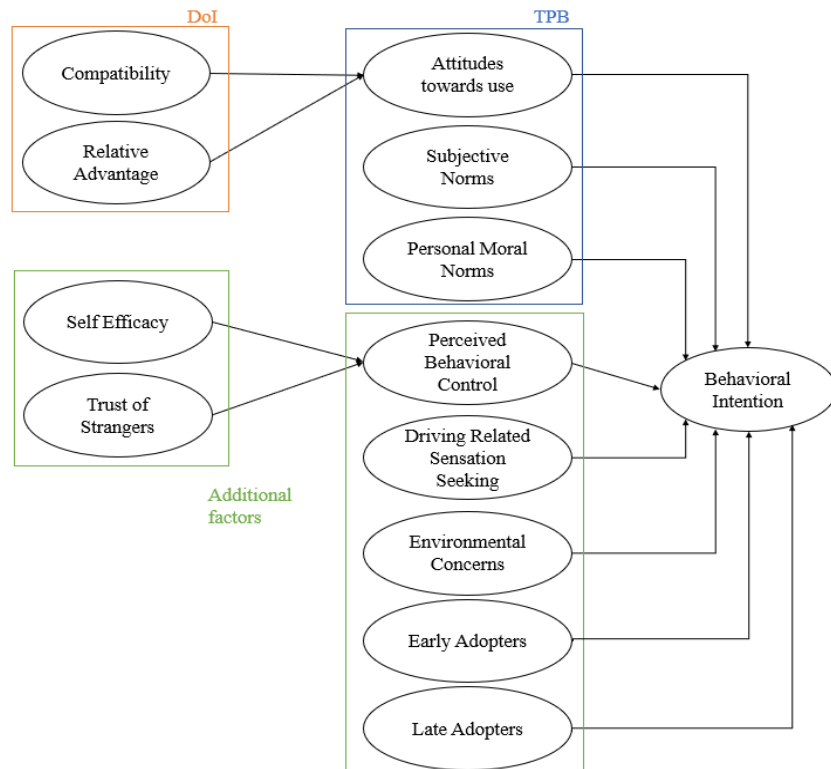 DoI
TPB
Compatibility
Relative
Advantage
Attitudes
towards use
Subjective
Norms
Personal Moral
Norms
Self Efficacy
Trust of
Strangers
Additional
factors
Perceived
Behavioral
Control
Driving Related
Sensation
Seeking
Environmental
Concerns
Early Adopters
Late Adopters
Behavioral
Intention